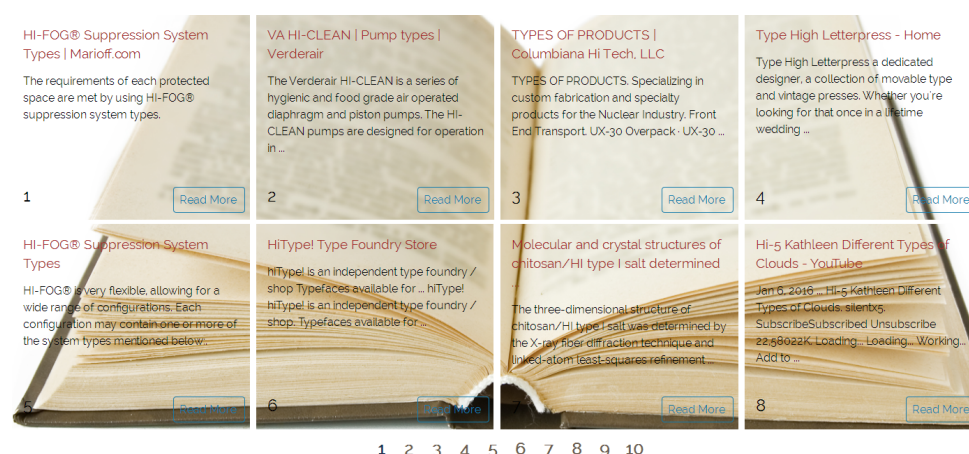 HI-FOG® Suppression System
Types | Marioff.com
The requirements of each protected
space are met by using HI-FOG®
suppression system types.
1
Read More
VA HI-CLEAN | Pump types |
Verderair
The Verderair HI-CLEAN is a series of
hygienic and food grade air operated
diaphragm and piston pumps. The HI-
CLEAN pumps are designed for operation
in ...
2
Read More
TYPES OF PRODUCTS |
Columbiana Hi Tech, LLC
TYPES OF PRODUCTS. Specializing in
custom fabrication and specialty
products for the Nuclear Industry. Front
End Transport. UX-30 Overpack · UX-30 ...
3
Read More
Type High Letterpress - Home
Type High Letterpress a dedicated
designer, a collection of movable type
and vintage presses. Whether you're
looking for that once in a lifetime
wedding ...
4
Read More
HI-FOG® Suppression System
Types
HI-FOG® is very flexible, allowing for a
wide range of configurations. Each
configuration may contain one or more of
the system types mentioned below..
5
Read More
HiType! Type Foundry Store
hiType! is an independent type foundry /
shop Typefaces available for ... hiType!
hiType! is an independent type foundry /
shop. Typefaces available for ...
6
Read More
Molecular and crystal structures of
chitosan/HI type I salt determined
...
The three-dimensional structure of
chitosan/HI type I salt was determined by
the X-ray fiber diffraction technique and
linked-atom least-squares refinement ...
7
Read More
Hi-5 Kathleen Different Types of
Clouds - YouTube
Jan 6, 2016 ... Hi-5 Kathleen Different
Types of Clouds. silentx5.
SubscribeSubscribed Unsubscribe
22,58022K. Loading... Loading... Working...
Add to ...
8
Read More
1 2 3 4 5 6 7 8 9 10